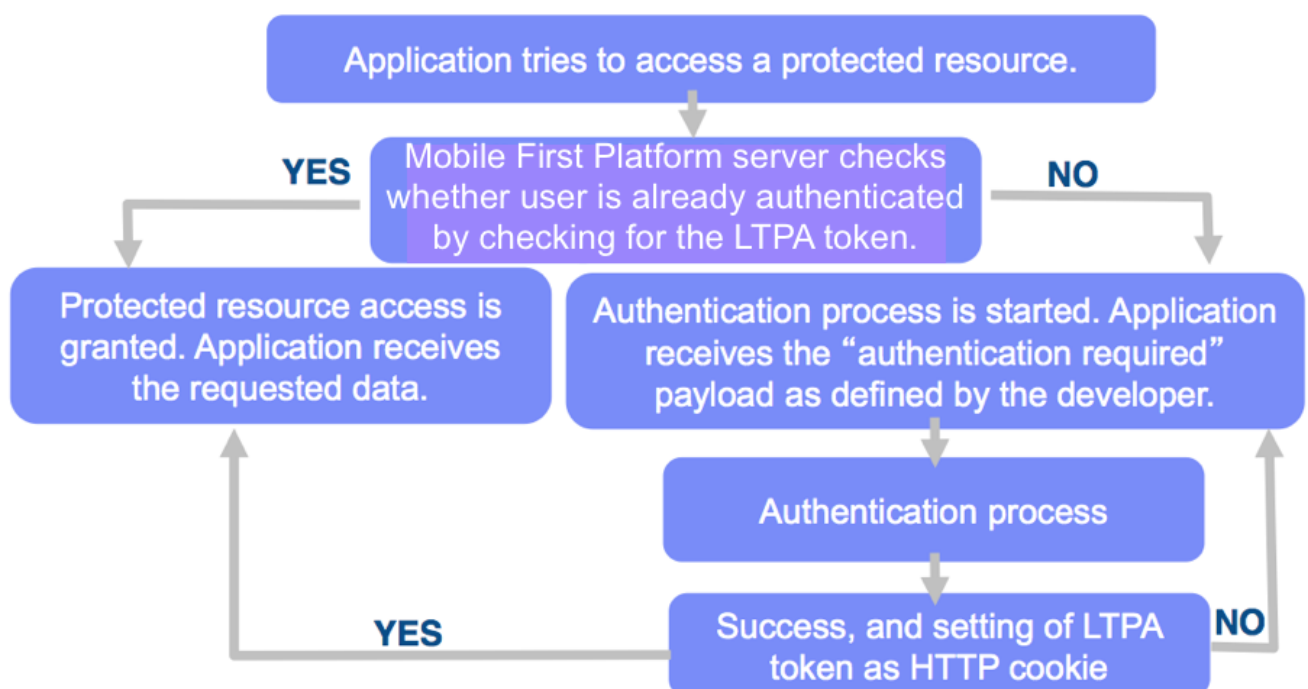 Application tries to access a protected resource.
YES
Mobile First Platform server checks
whether user is already authenticated
by checking for the LTPA token.
NO
Protected resource access is
granted. Application receives
the requested data.
Authentication process is started. Application
receives the “authentication required”
payload as defined by the developer.
Authentication process
YES
Success, and setting of LTPA
token as HTTP cookie
NO